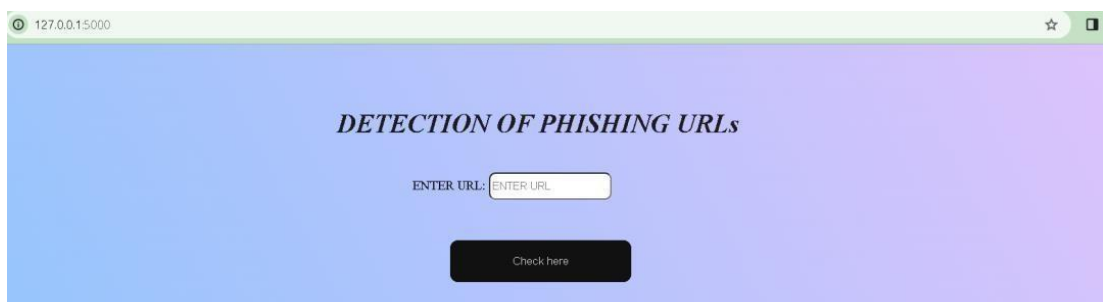 127.0.0.1:5000
DETECTION OF PHISHING URLs
ENTER URL: ENTER URL
Check here